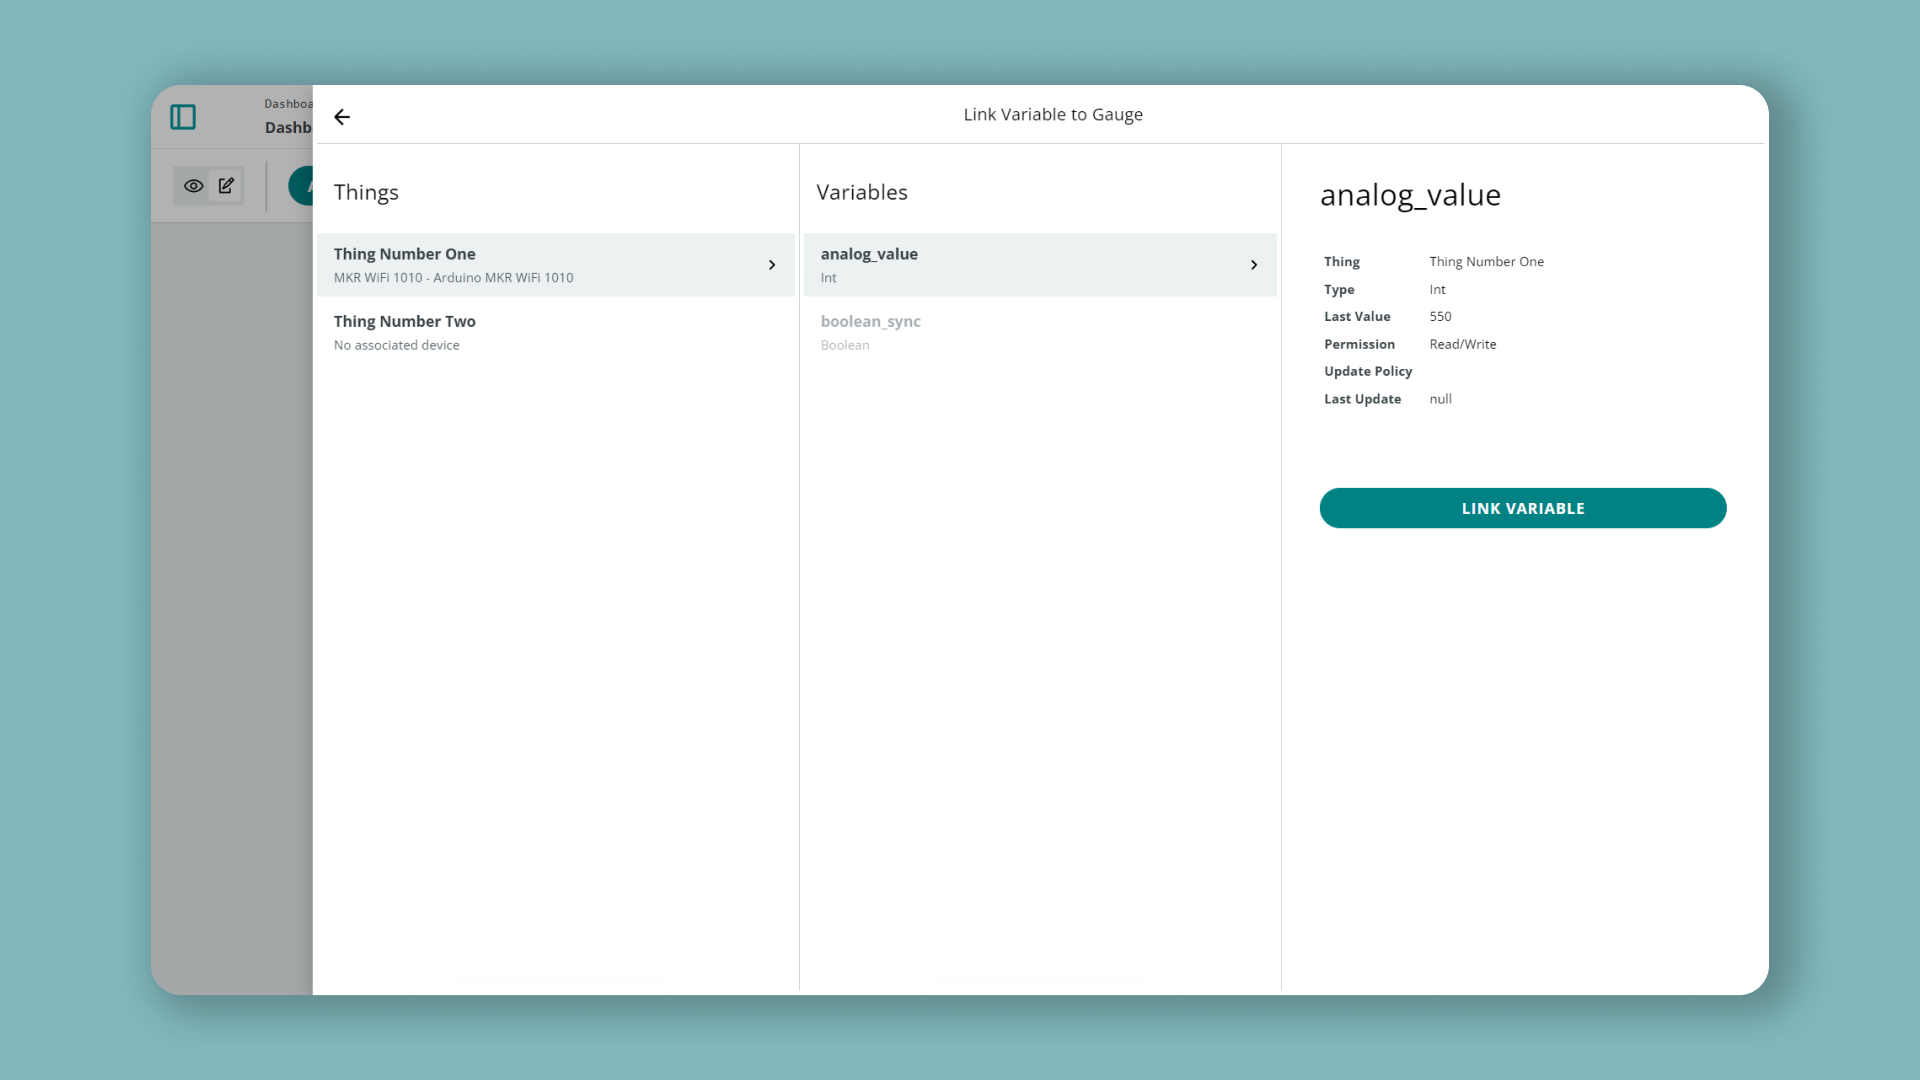 Dashboa
Dashb
Link Variable to Gauge
Things
Thing Number One
MKR WiFi 1010 - Arduino MKR WiFi 1010
Thing Number Two
No associated device
Variables
analog_value
Int
boolean_sync
Boolean
analog_value
Thing Thing Number One
Type Int
Last Value 550
Permission Read/Write
Update Policy
Last Update null
LINK VARIABLE